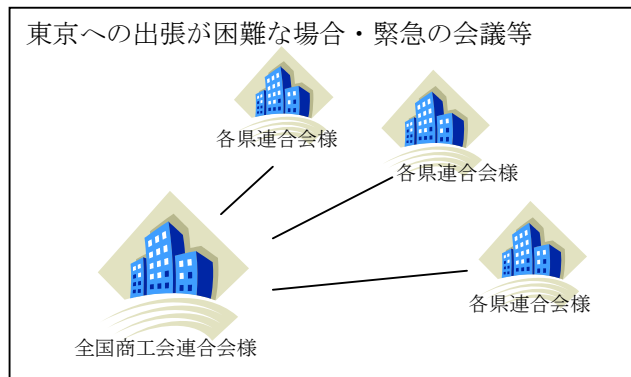 東京への出張が困難な場合・緊急の会議等
各県連合会様
各県連合会様
各県連合会様
全国商工会連合会様